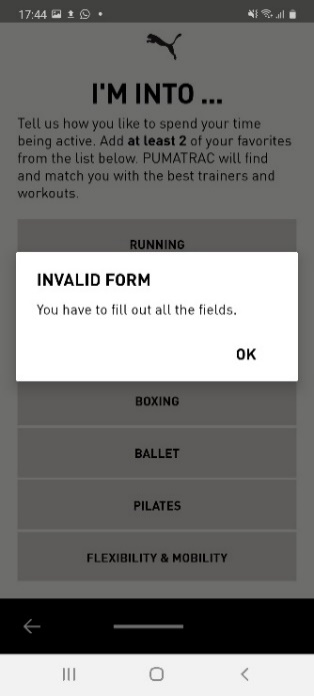 17:44
I'M INTO ...
Tell us how you like to spend your time
being active. Add at least 2 of your favorites
from the list below. PUMATRAC will find
and match you with the best trainers and
workouts.
RUNNING
INVALID FORM
You have to fill out all the fields.
OK
BOXING
BALLET
PILATES
FLEXIBILITY & MOBILITY